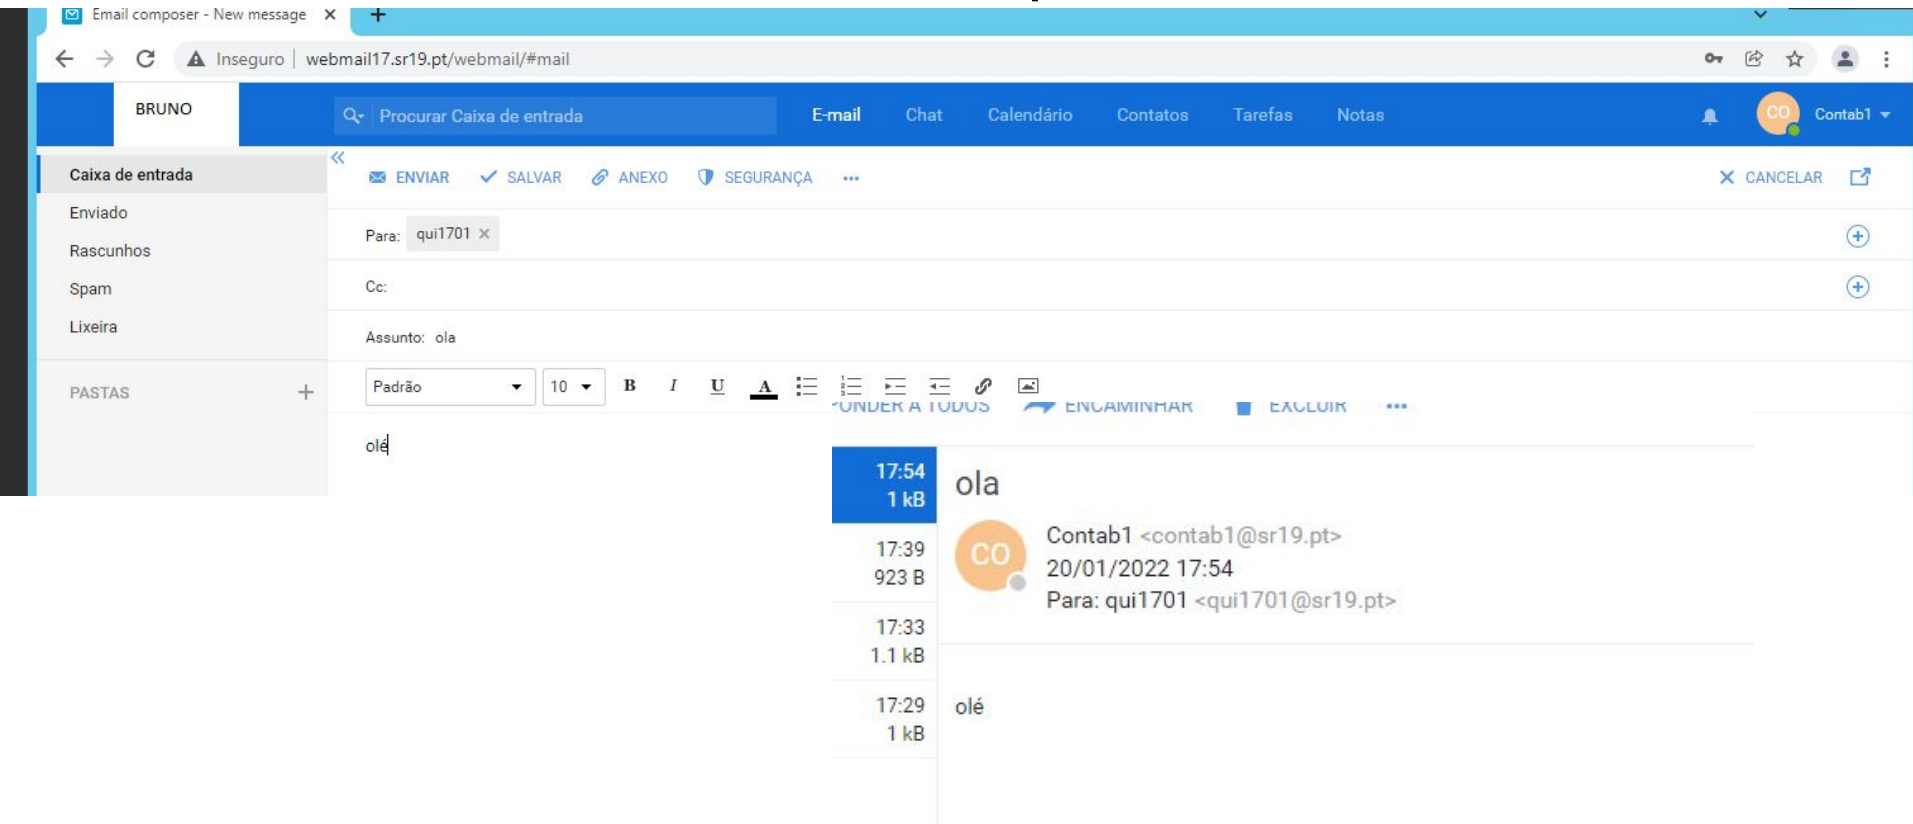 Email composer - New message
Inseguro webmail17.sr19.pt/webmail/#mail
BRUNO
Procurar Caixa de entrada
E-mail Chat Calendário Contatos Tarefas Notas
CO Contab1
Caixa de entrada
Enviado
Rascunhos
Spam
Lixeira
PASTAS
ENVIAR SALVAR ANEXO SEGURANÇA ... CANCELAR
Para: qui1701
Cc:
Assunto: ola
Padrão 10 B I U A
olé
PONDER A TODOS ENCAMINHAR EXCLUIR ...
17:54
1 kB
17:39
923 B
17:33
1.1 kB
17:29
1 kB
ola
CO
Contab1 <contab1@sr19.pt>
20/01/2022 17:54
Para: qui1701 <qui1701@sr19.pt>
olé